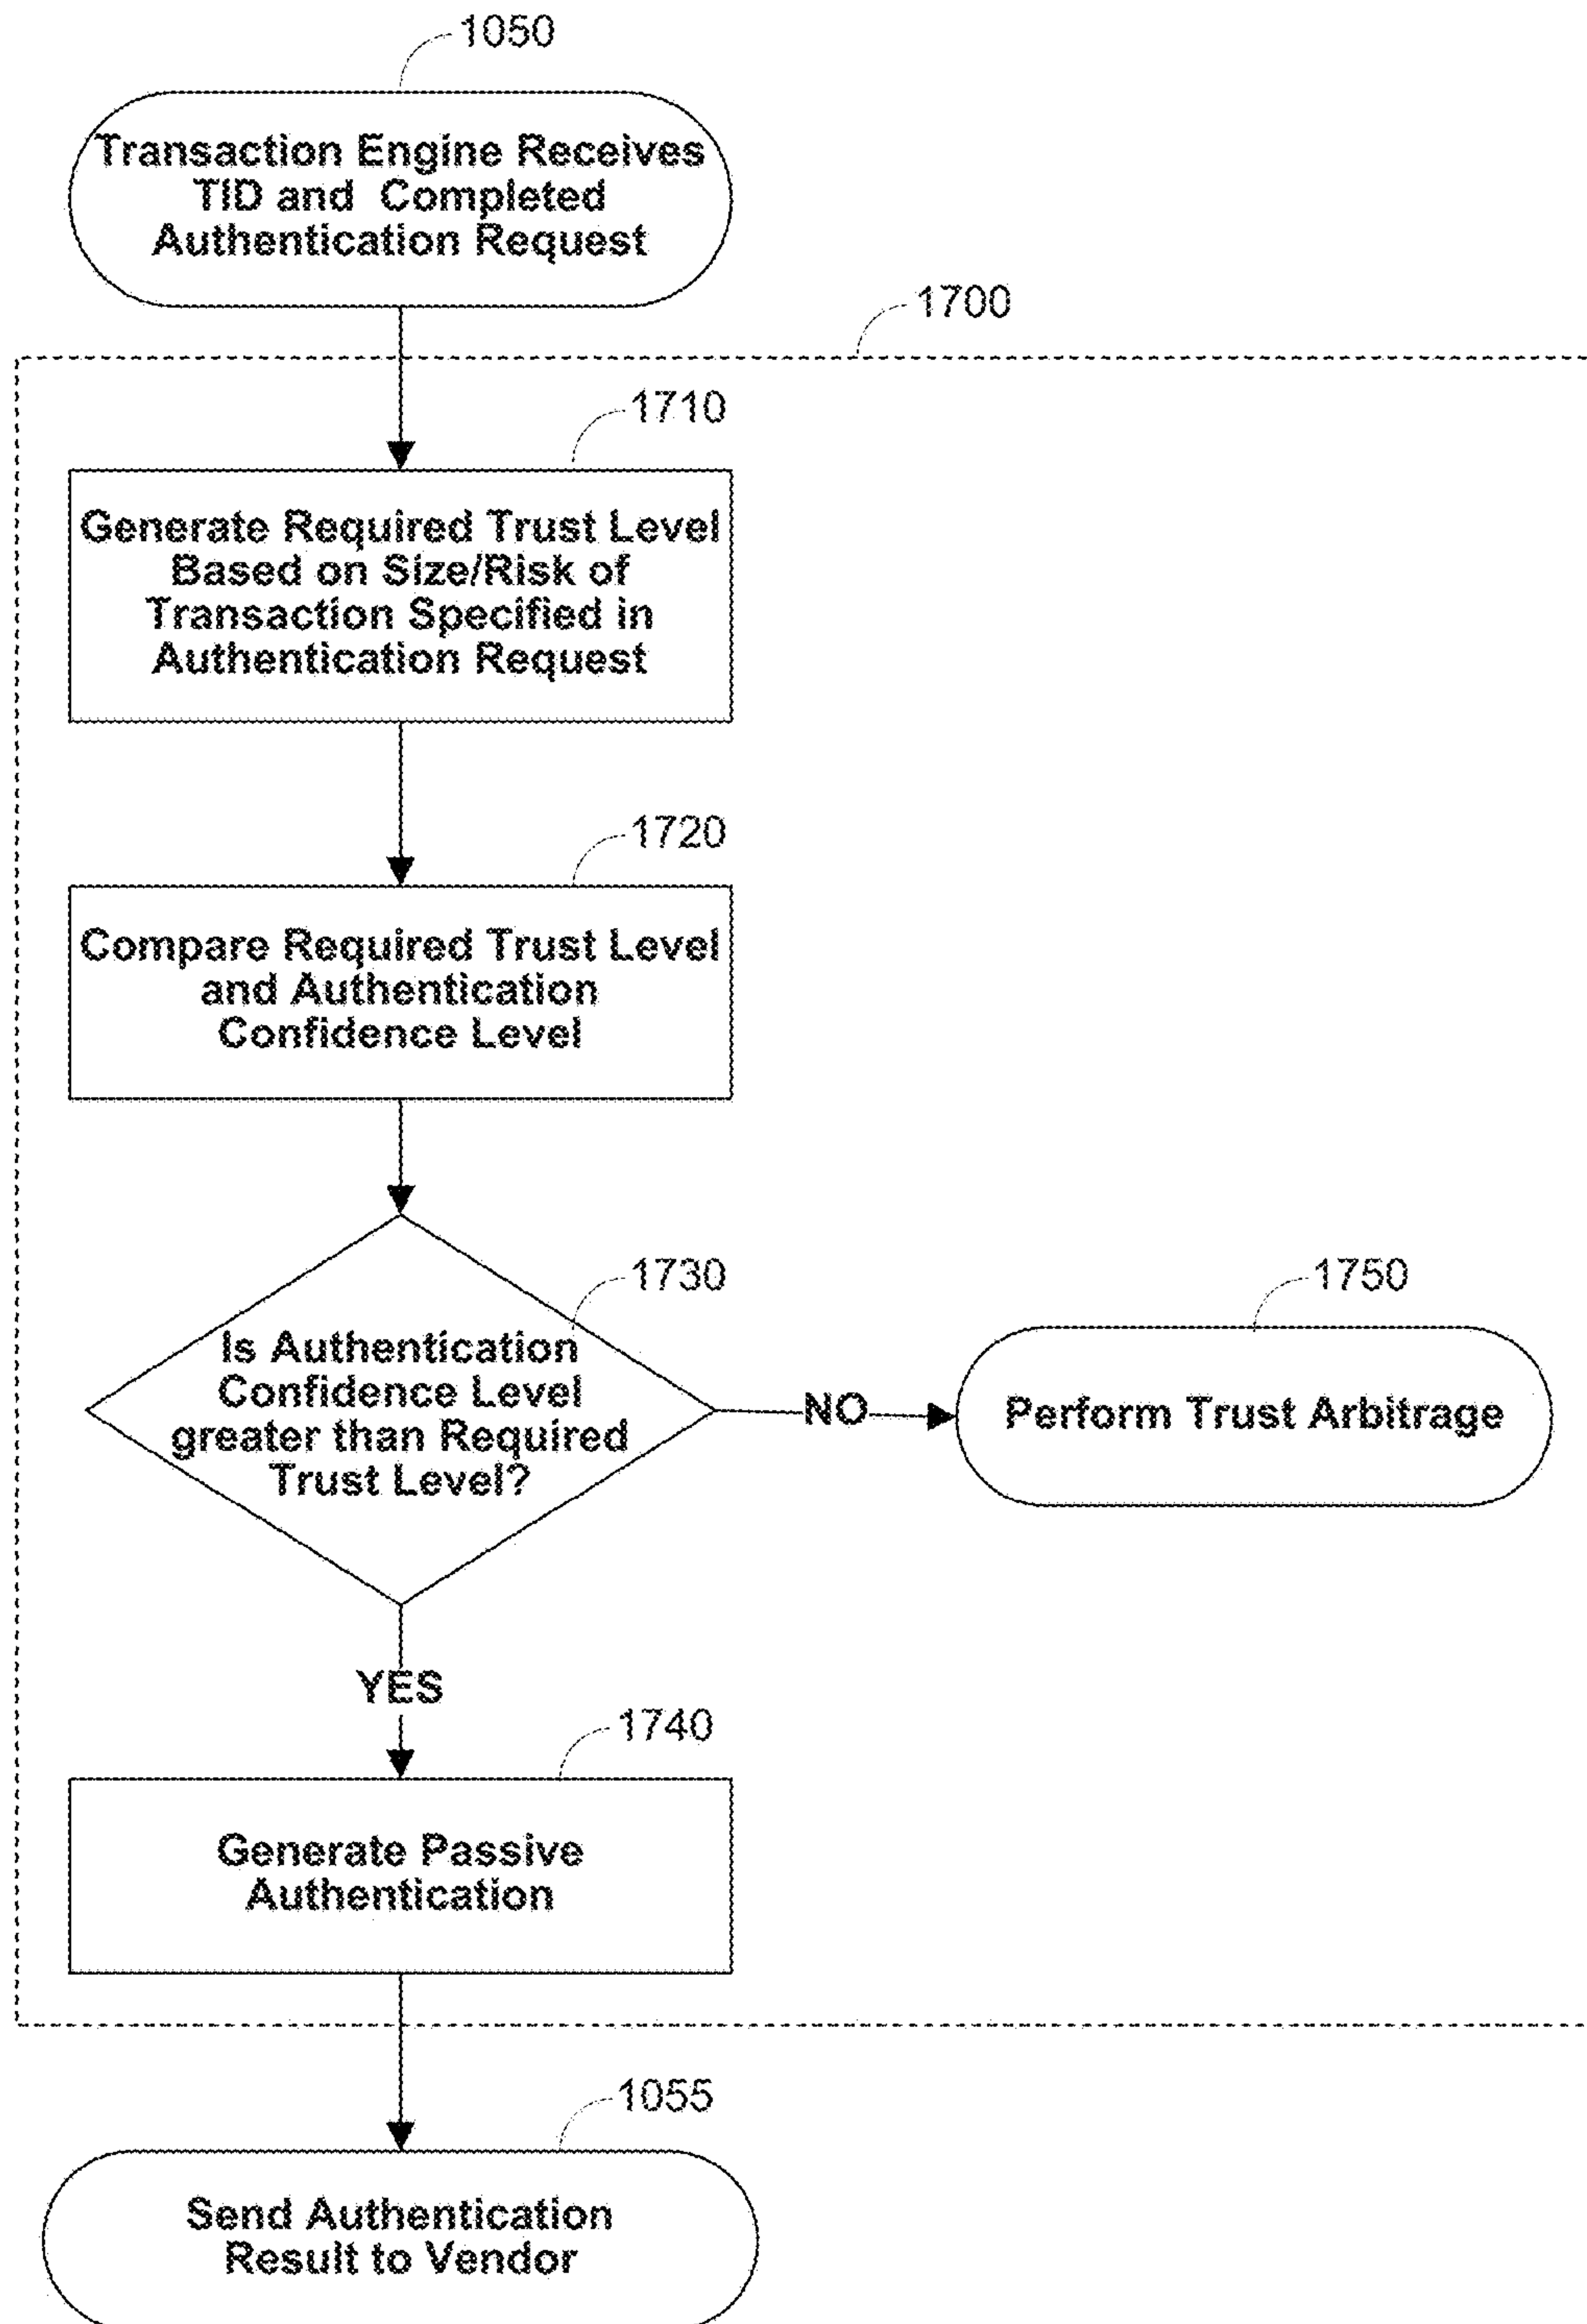 1050
Transaction Engine Receives
TID and Completed
Authentication Request
1700
1710
Generate Required Trust Level
Based on Size/Risk of
Transaction Specified in
Authentication Request
1720
Compare Required Trust Level
and Authentication
Confidence Level
1730
Is Authentication
Confidence Level
greater than Required
Trust Level?
NO
1750
Perform Trust Arbitrage
YES
1740
Generate Passive
Authentication
1055
Send Authentication
Result to Vendor